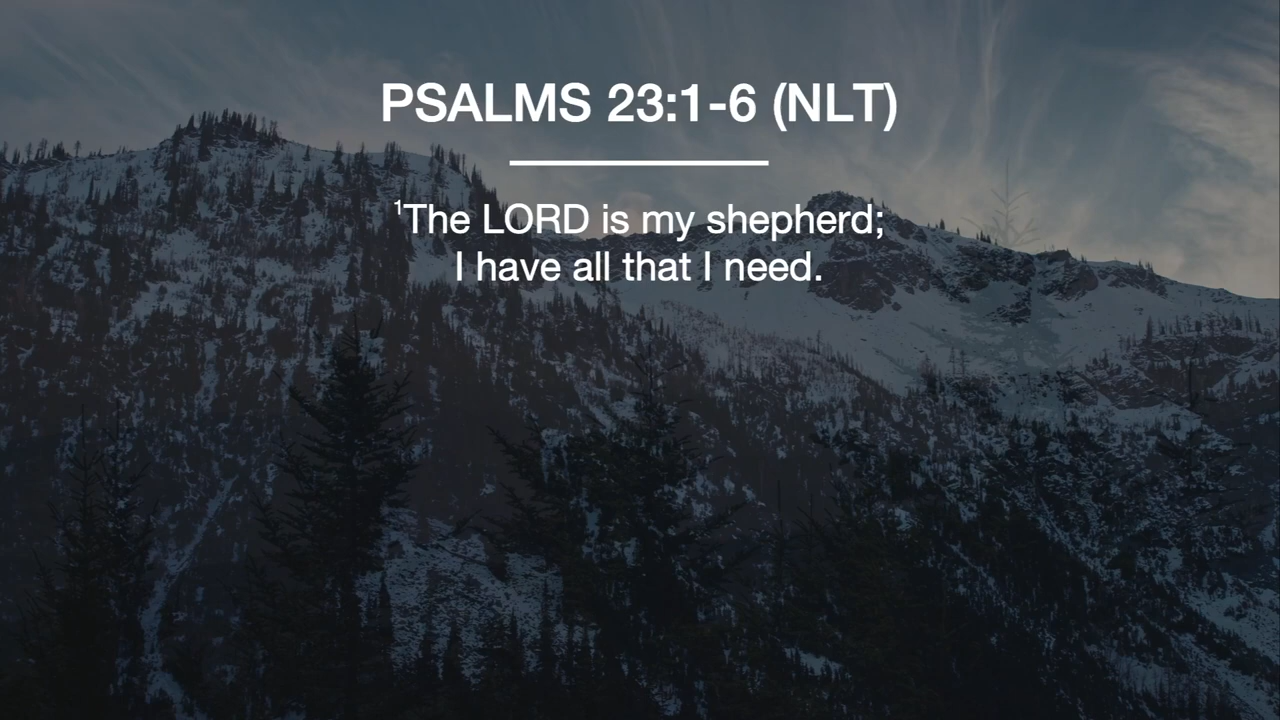 PSALMS 23:1-6 (NLT)
¹The LORD is my shepherd;
I have all that I need.